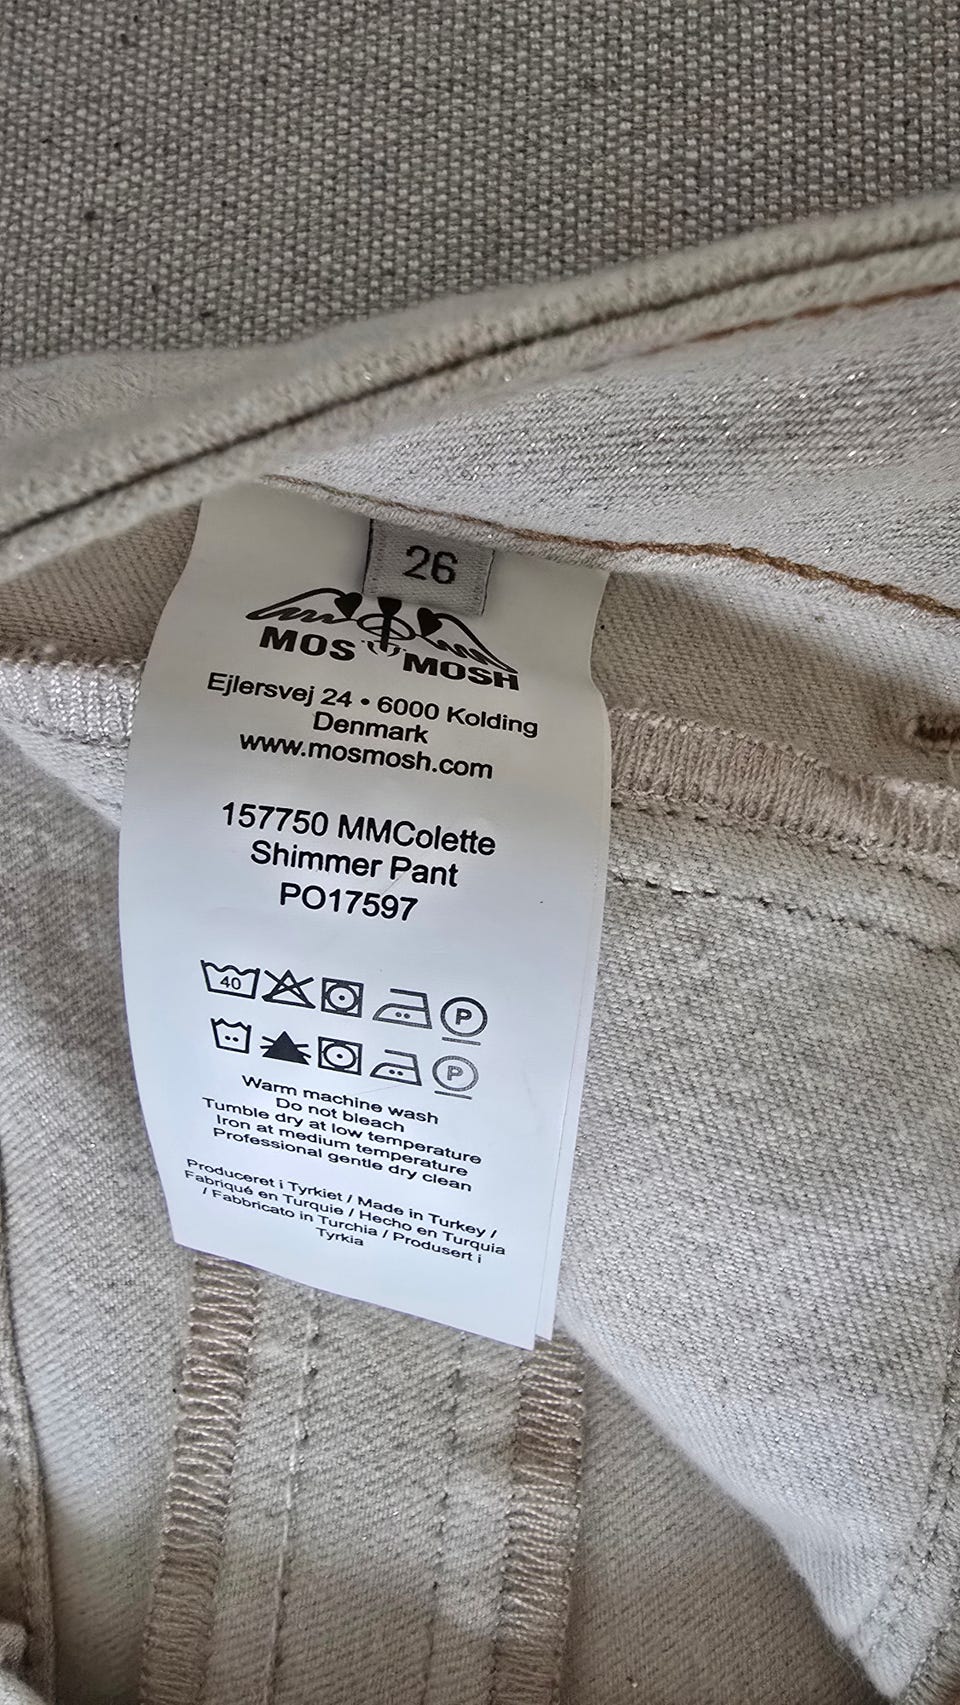 26
MOS MOSH
Ejlersvej 24 • 6000 Kolding
Denmark
www.mosmosh.com
157750 MMColette
Shimmer Pant
PO17597
40 P
P
Warm machine wash
Do not bleach
Tumble dry at low temperature
Iron at medium temperature
Professional gentle dry clean
Produceret i Tyrkiet / Made in Turkey /
Fabriqué en Turquie / Hecho en Turquia
/ Fabbricato in Turchia / Produsert i
Tyrkia